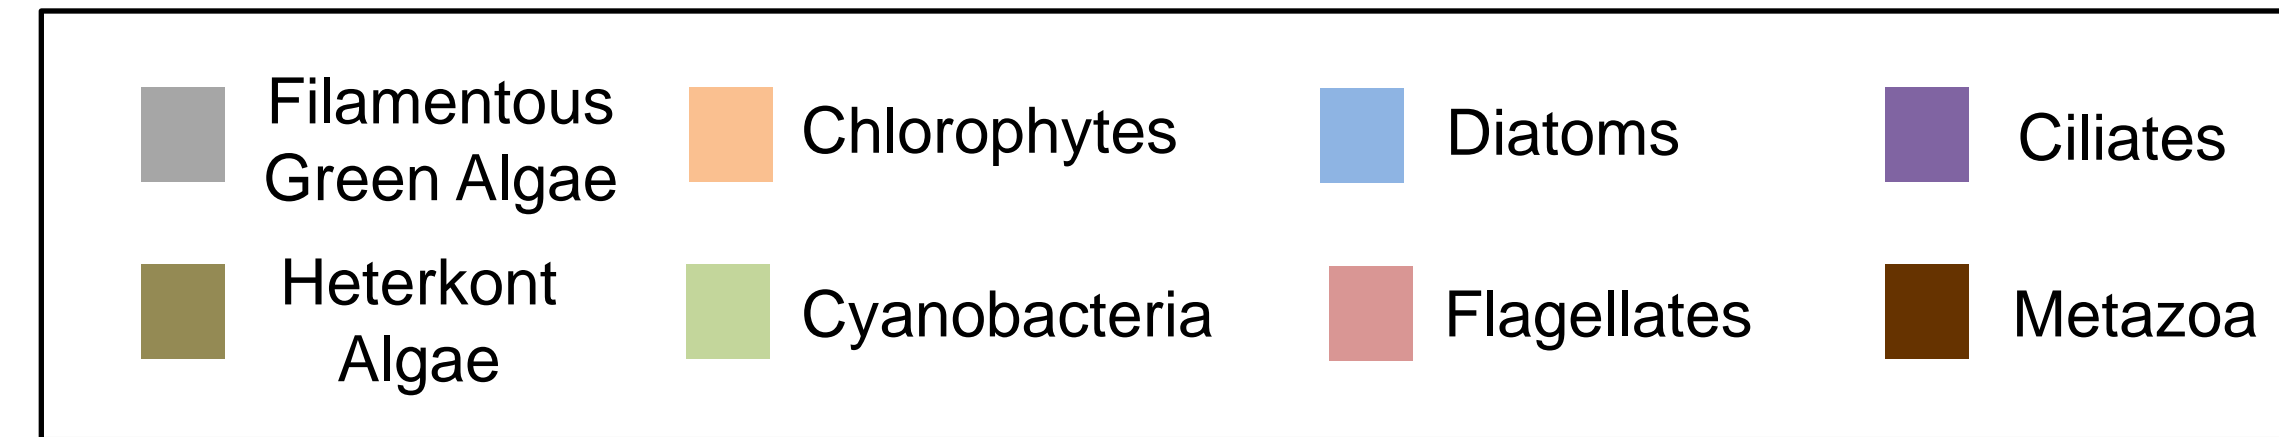 Filamentous
Green Algae
Chlorophytes
Diatoms
Ciliates
Heterkont
Algae
Cyanobacteria
Flagellates
Metazoa